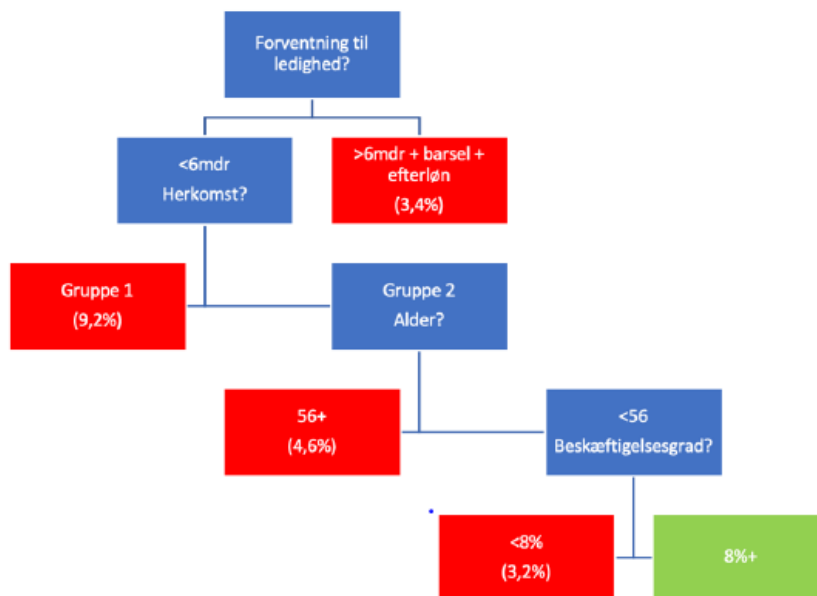 Forventning til
ledighed?
<6mdr
Herkomst?
>6mdr + barsel +
efterløn
(3,4%)
Gruppe 1
(9,2%)
Gruppe 2
Alder?
56+
(4,6%)
<56
Beskæftigelsesgrad?
<8%
(3,2%)
8%+